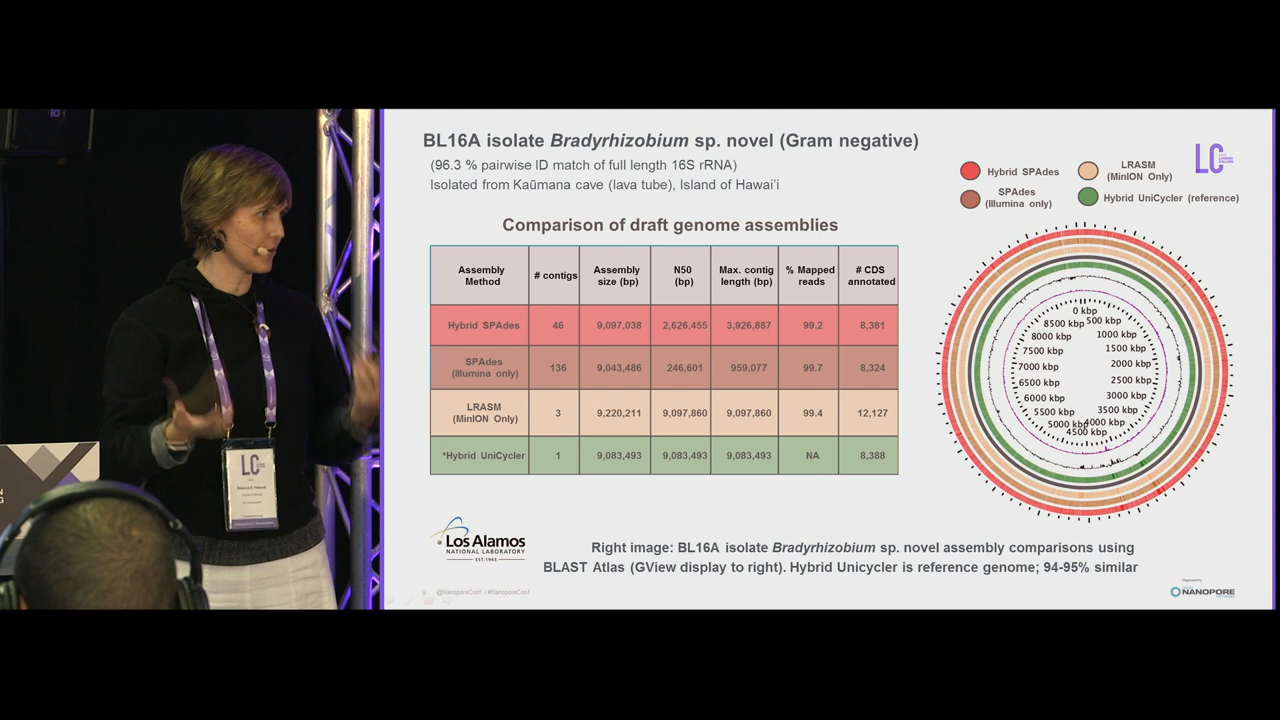 BL16A isolate Bradyrhizobium sp. novel (Gram negative)
(96.3 % pairwise ID match of full length 16S rRNA)
Isolated from Kaūmana cave (lava tube), Island of Hawai'i
LC
Hybrid SPAdes
LRASM
(MinION Only)
SPAdes
(Illumina only)
Hybrid UniCycler (reference)
Comparison of draft genome assemblies
Assembly Method # contigs Assembly size (bp) N50 (bp) Max. contig length (bp) % Mapped reads # CDS annotated
Hybrid SPAdes 46 9,097,038 2,626,455 3,926,887 99.2 8,381
SPAdes (Illumina only) 136 9,043,486 246,601 959,077 99.7 8,324
LRASM (MinION Only) 3 9,220,211 9,097,860 9,097,860 99.4 12,127
*Hybrid UniCycler 1 9,083,493 9,083,493 9,083,493 NA 8,388
0 kbp
500 kbp
1000 kbp
1500 kbp
2000 kbp
2500 kbp
3000 kbp
3500 kbp
4000 kbp
4500 kbp
5000 kbp
5500 kbp
6000 kbp
6500 kbp
7000 kbp
7500 kbp
8000 kbp
8500 kbp
Los Alamos
NATIONAL LABORATORY
EST. 1943
Right image: BL16A isolate Bradyrhizobium sp. novel assembly comparisons using
BLAST Atlas (GView display to right). Hybrid Unicycler is reference genome; 94-95% similar
9 @NanoporeConf | #NanoporeConf
NANOPORE
LC